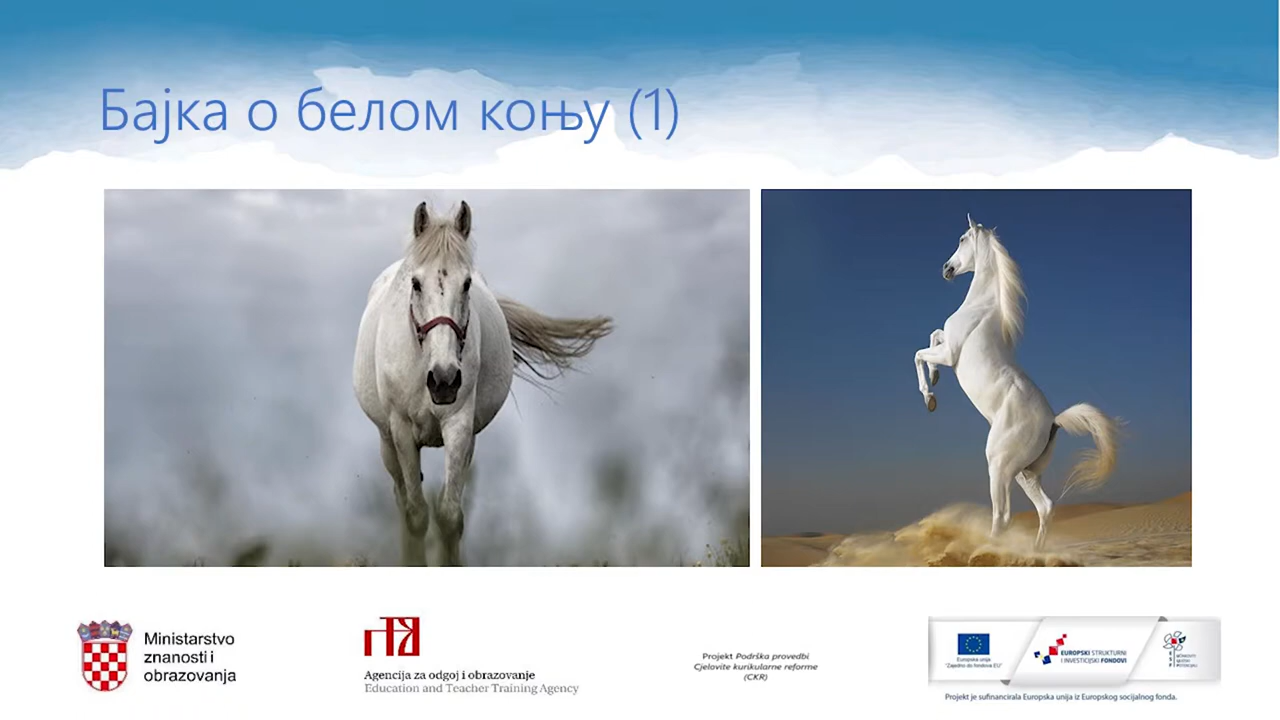 Бајка о белом коњу (1)
Ministarstvo
znanosti i
obrazovanja
Agencija za odgoj i obrazovanje
Education and Teacher Training Agency
Projekt Podrška provedbi
Cjelovite kurikularne reforme
(CKR)
Europska unija
"Zajedno do fondova EU"
EUROPSKI STRUKTURNI
I INVESTICIJSKI FONDOVI
Projekt je sufinancirala Europska unija iz Europskog socijalnog fonda.